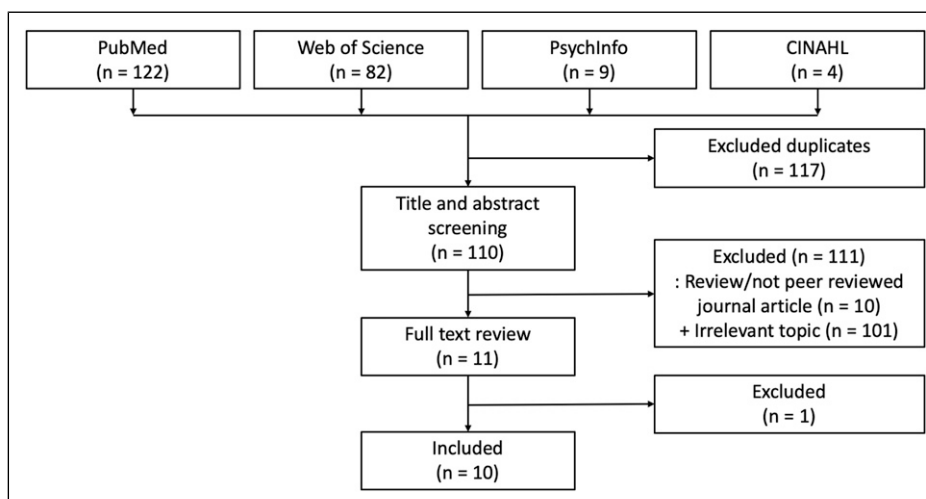 PubMed
(n = 122)
Web of Science
(n = 82)
PsychInfo
(n = 9)
CINAHL
(n = 4)
Excluded duplicates
(n = 117)
Title and abstract
screening
(n = 110)
Excluded (n = 111)
: Review/not peer reviewed
journal article (n = 10)
+ Irrelevant topic (n = 101)
Full text review
(n = 11)
Excluded
(n = 1)
Included
(n = 10)